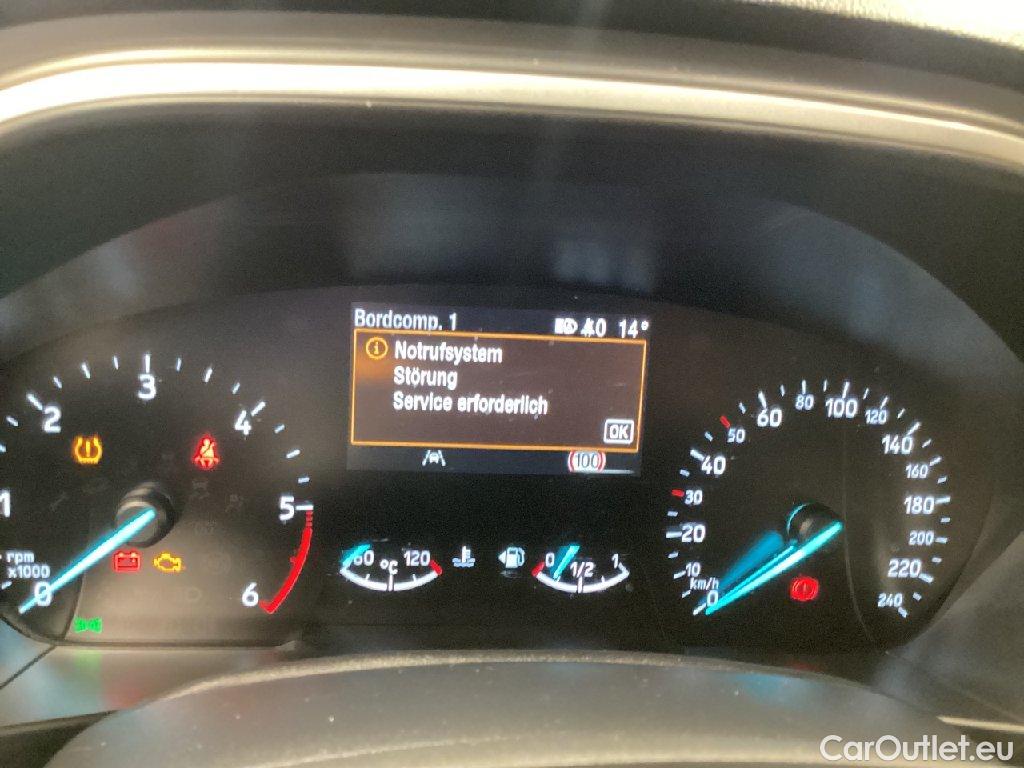 Bordcomp. 1 0 14°
Notrufsystem
Störung
Service erforderlich
OK
100
1 2 3 4 5 6 0
rpm
x1000
60 °C 120
0 1/2 1
0 10 20 30 40 50 60 80 100 120 140 160 180 200 220 240
km/h
CarOutlet.eu